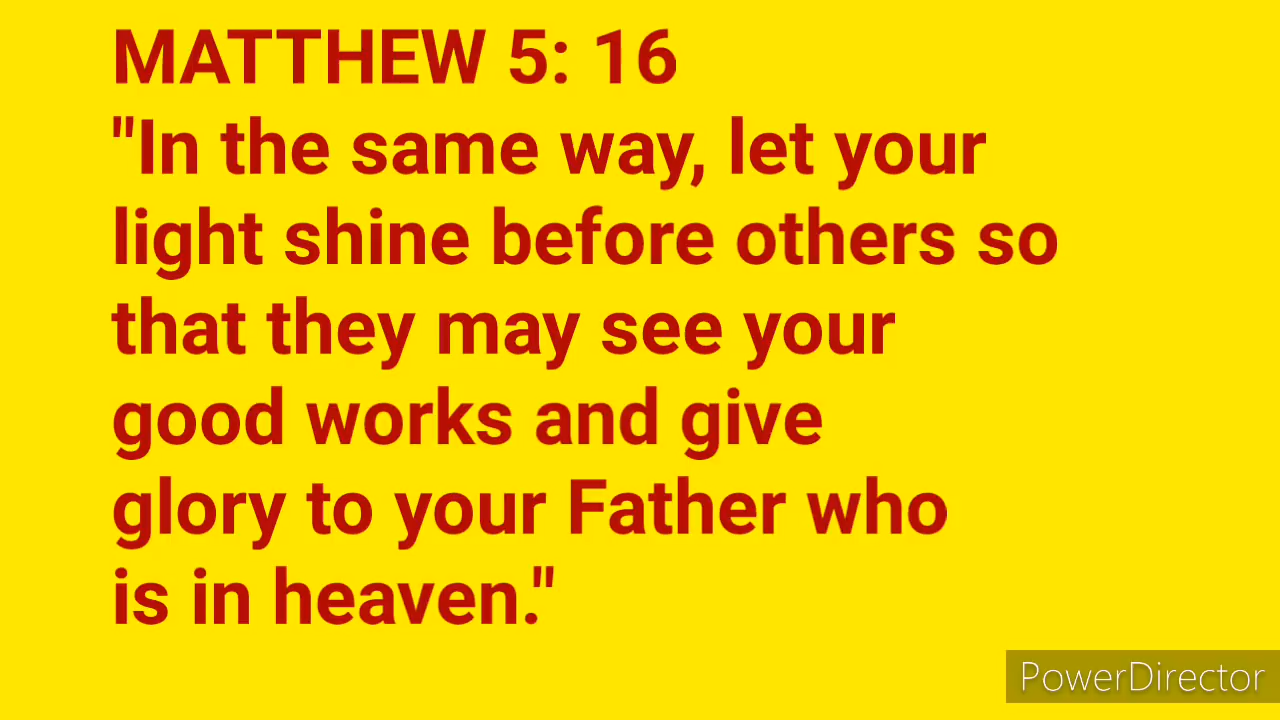 MATTHEW 5: 16
"In the same way, let your
light shine before others so
that they may see your
good works and give
glory to your Father who
is in heaven."
PowerDirector